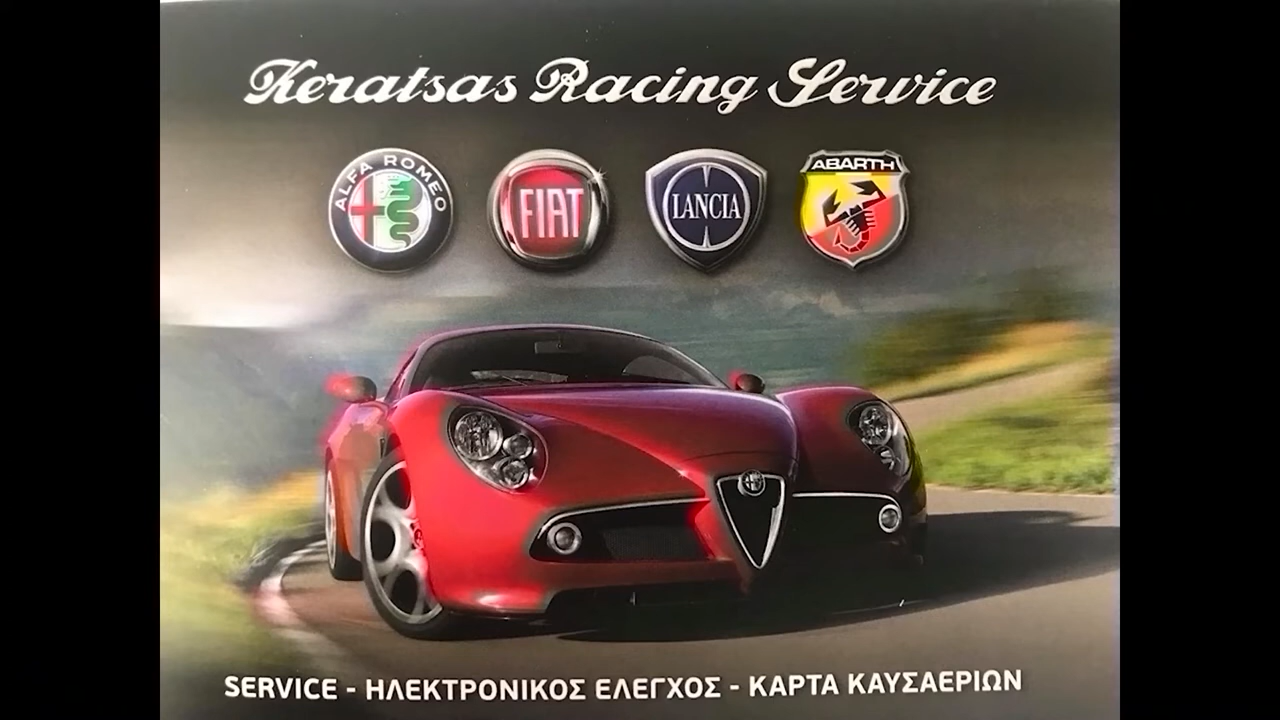 Keratsas Racing Service
ALFA ROMEO
FIAT
LANCIA
ABARTH
SERVICE - ΗΛΕΚΤΡΟΝΙΚΟΣ ΕΛΕΓΧΟΣ - ΚΑΡΤΑ ΚΑΥΣΑΕΡΙΩΝ